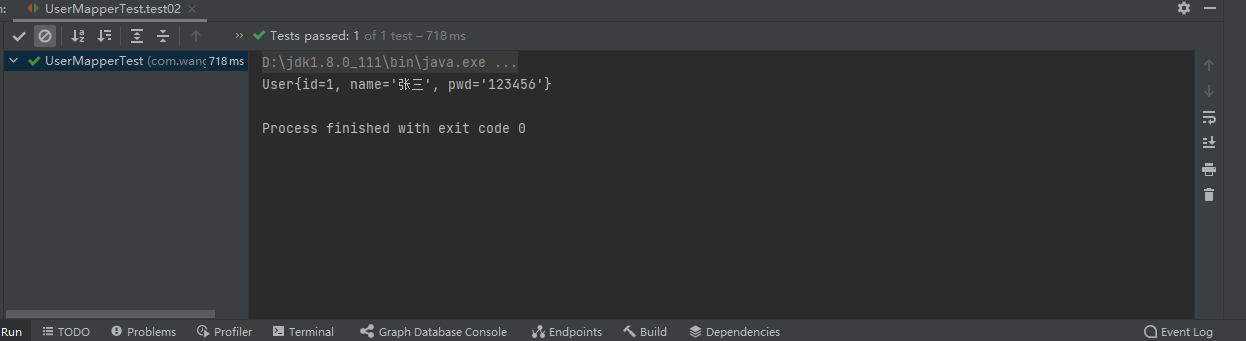 n:
UserMapperTest.test02
Tests passed: 1 of 1 test – 718 ms
UserMapperTest (com.wang 718 ms
D:\jdk1.8.0_111\bin\java.exe ...
User{id=1, name='张三', pwd='123456'}
Process finished with exit code 0
Run TODO Problems Profiler Terminal Graph Database Console Endpoints Build Dependencies Event Log